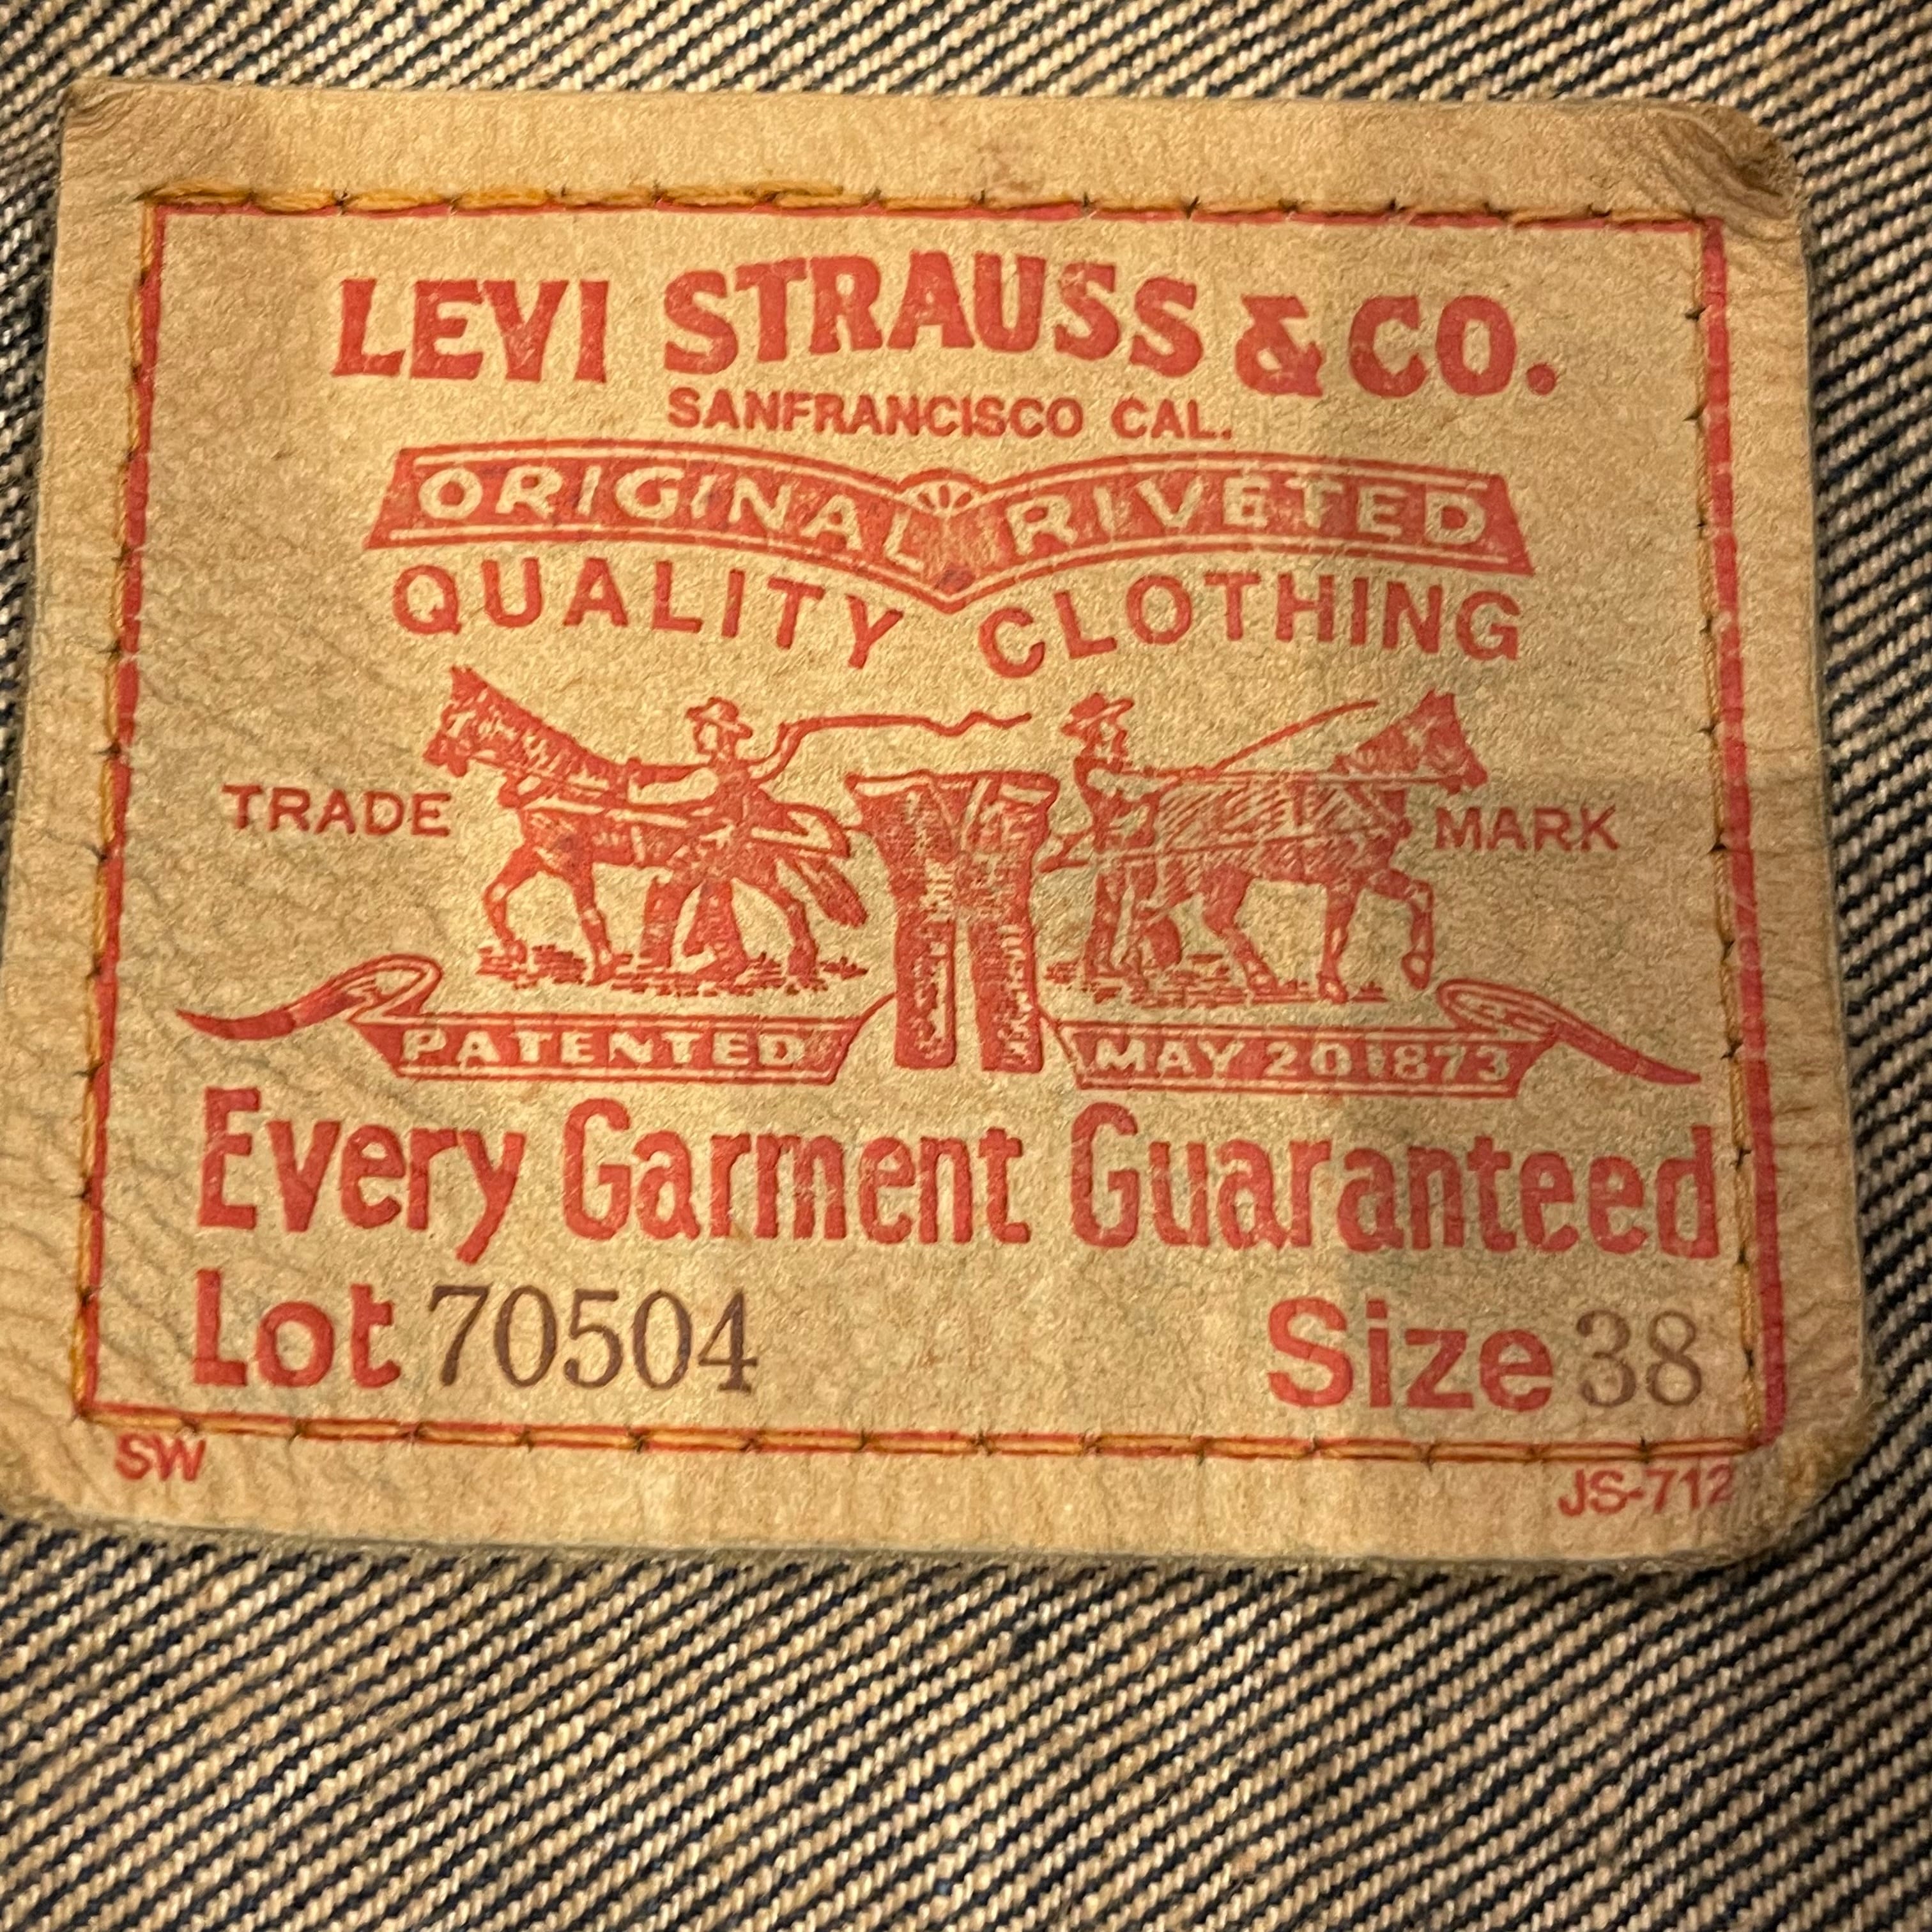 LEVI STRAUSS & CO.
SANFRANCISCO CAL.
ORIGINAL RIVETED
QUALITY CLOTHING
TRADE MARK
PATENTED MAY 20 1873
Every Garment Guaranteed
Lot 70504 Size 38
SW JS-712